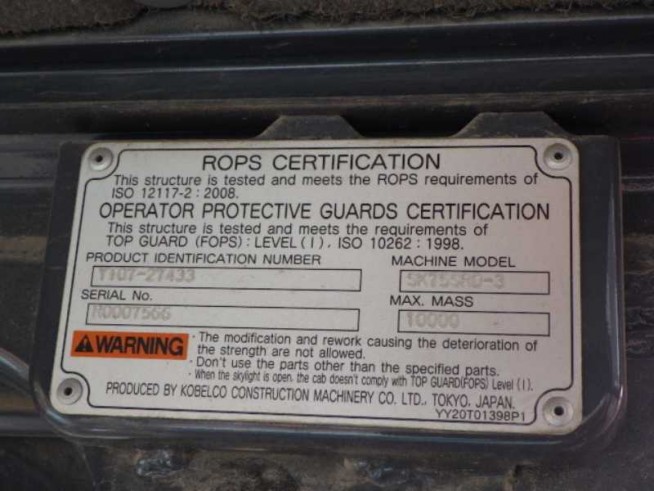 ROPS CERTIFICATION
This structure is tested and meets the ROPS requirements of
ISO 12117-2 : 2008.
OPERATOR PROTECTIVE GUARDS CERTIFICATION
This structure is tested and meets the requirements of
TOP GUARD (FOPS) : LEVEL ( I ) , ISO 10262 : 1998.
PRODUCT IDENTIFICATION NUMBER
YT07-27433
MACHINE MODEL
SERIAL No.
R0007566
MAX. MASS
10000
WARNING
· The modification and rework causing the deterioration of
the strength are not allowed.
· Don't use the parts other than the specified parts.
· When the skylight is open, the cab doesn't comply with TOP GUARD(FOPS) Level ( I ).
PRODUCED BY KOBELCO CONSTRUCTION MACHINERY CO. LTD., TOKYO, JAPAN.
YY20T01398P1